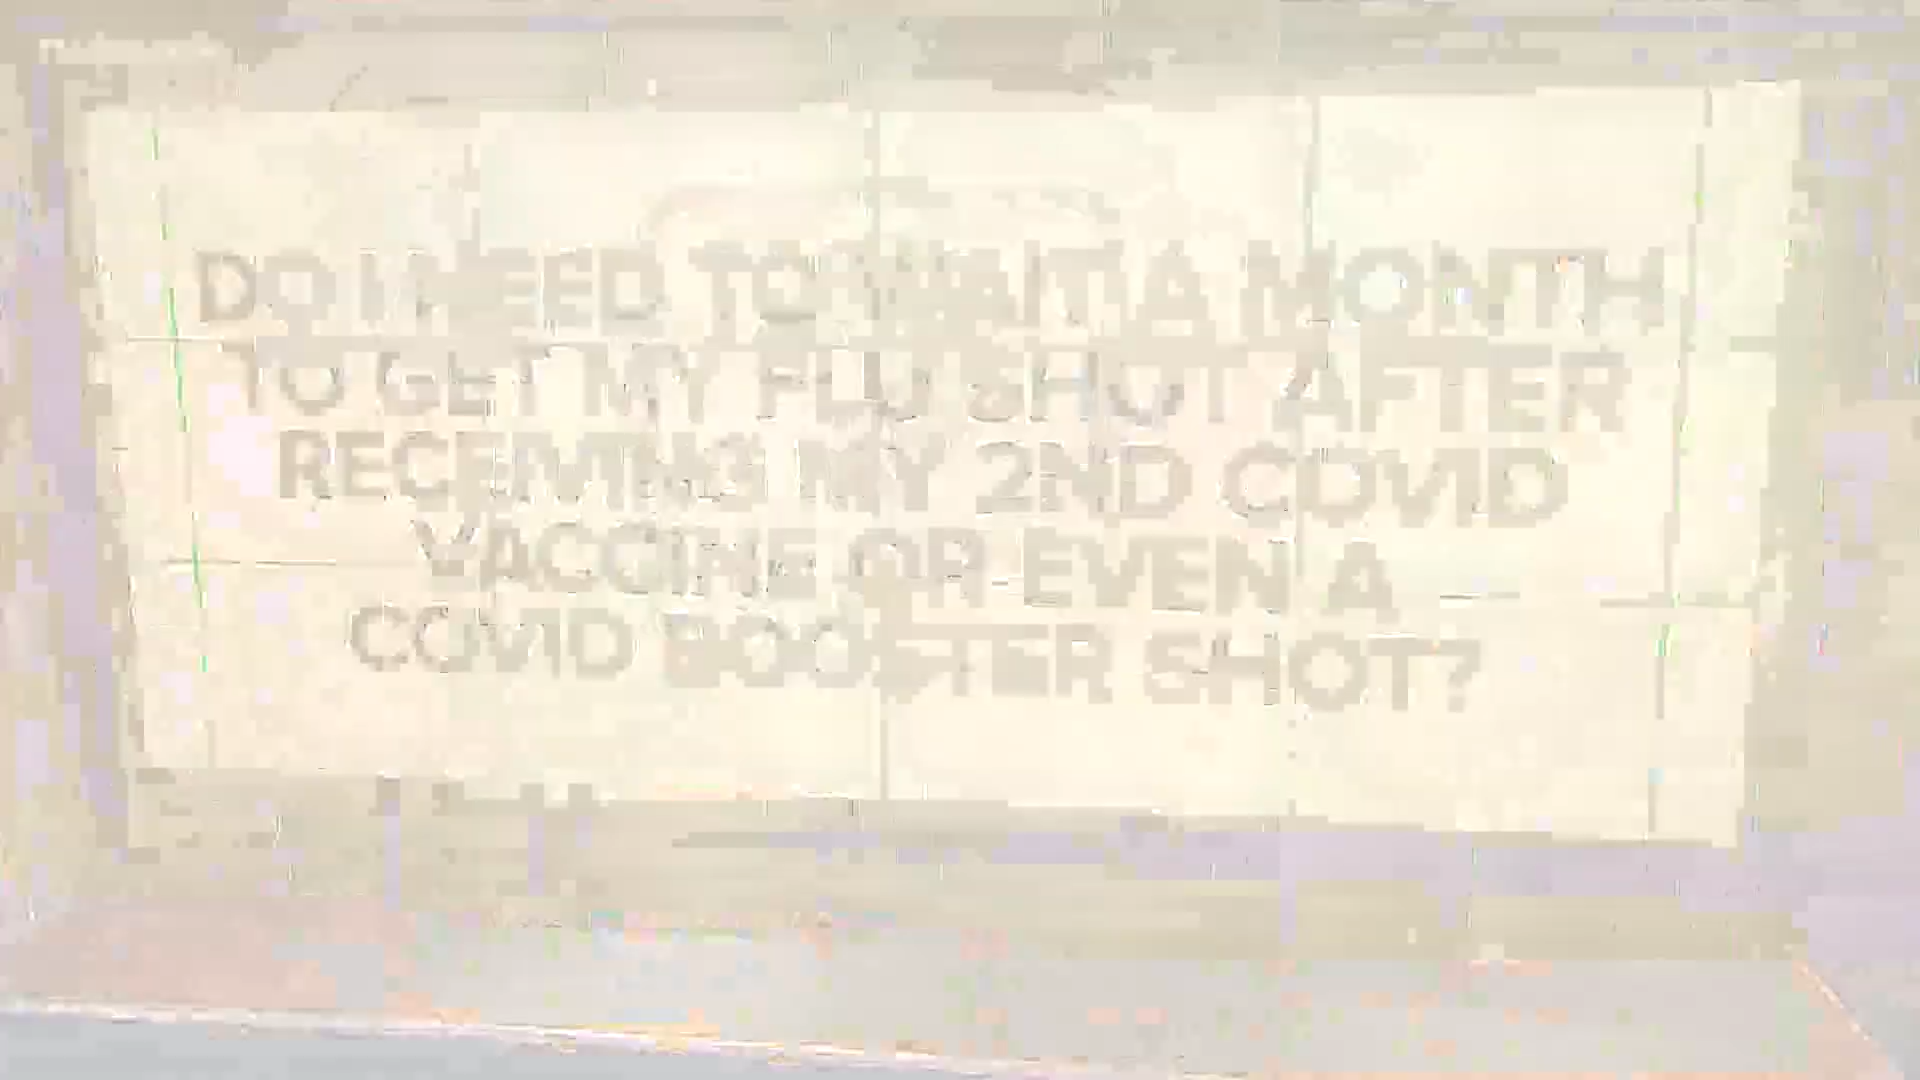 DO I NEED TO WAIT A MONTH
TO GET MY FLU SHOT AFTER
RECEIVING MY 2ND COVID
VACCINE OR EVEN A
COVID BOOSTER SHOT?